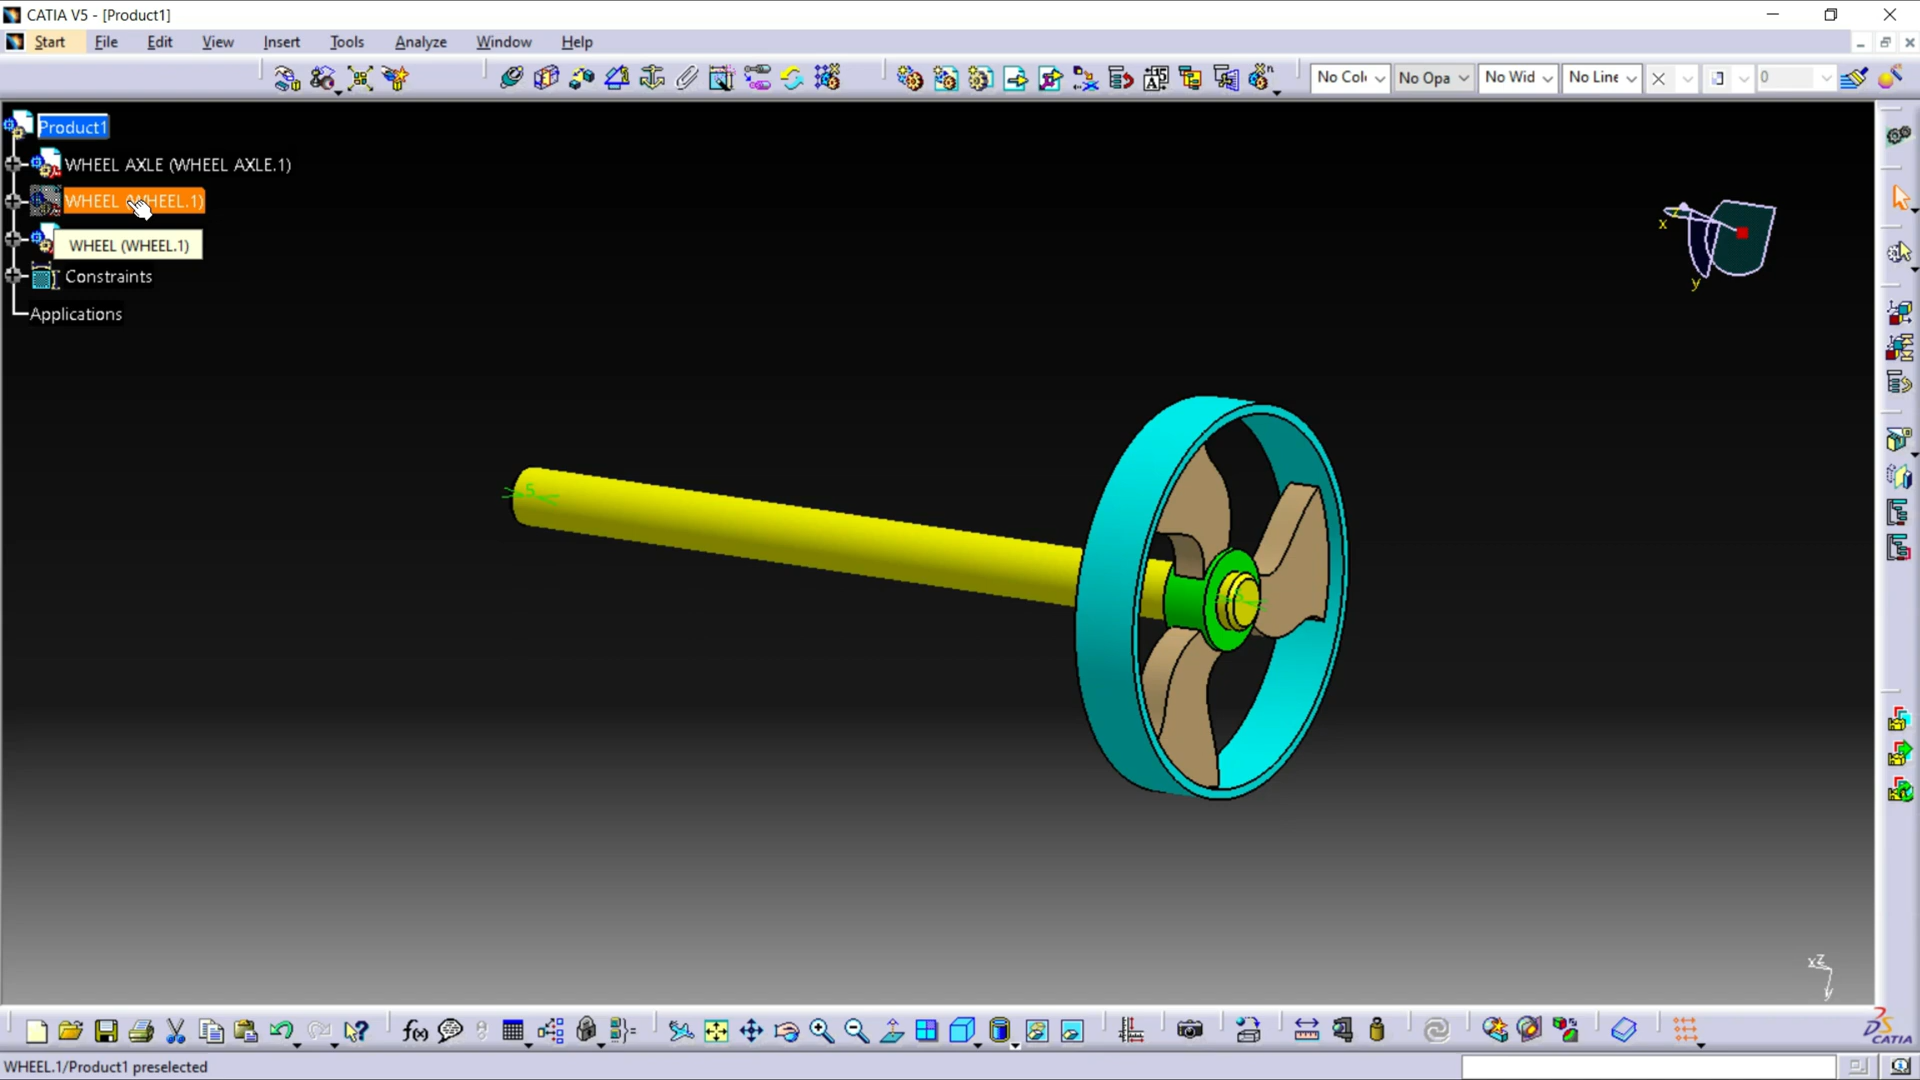 CATIA V5 - [Product1]
Start File Edit View Insert Tools Analyze Window Help
No Col No Opa No Wid No Line 0
Product1
WHEEL AXLE (WHEEL AXLE.1)
WHEEL (WHEEL.1)
WHEEL (WHEEL.1)
Constraints
Applications
x
y
5
xz
y
f(x)
CATIA
WHEEL.1/Product1 preselected